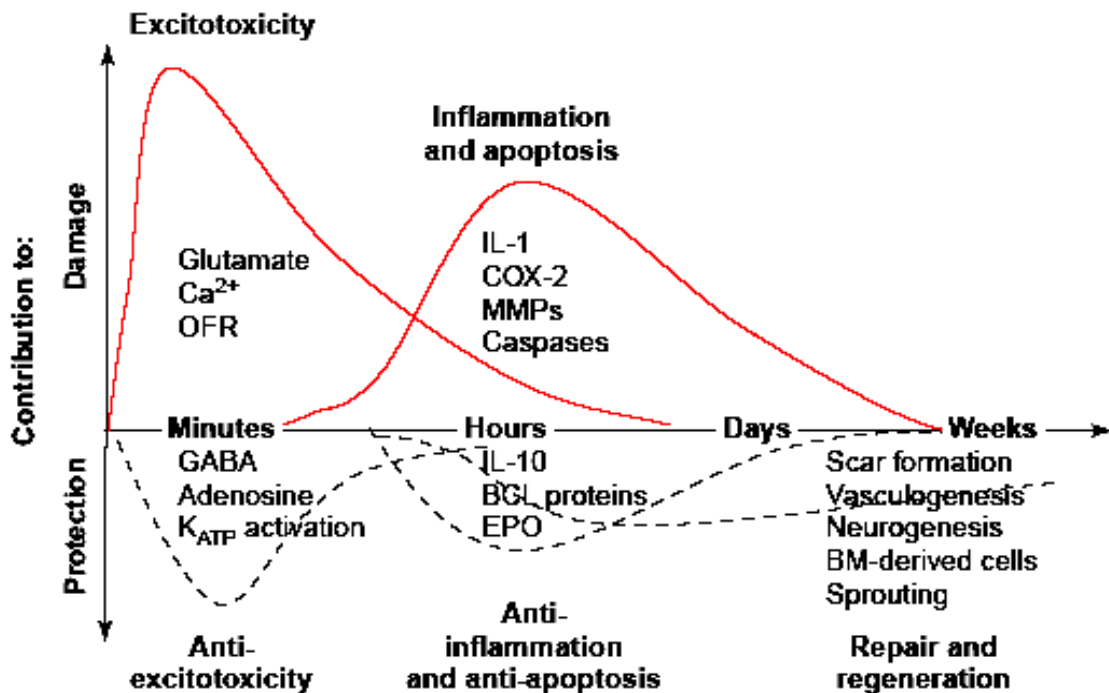 Excitotoxicity
Inflammation
and apoptosis
Contribution to:
Damage
Protection
Glutamate
Ca²⁺
OFR
IL-1
COX-2
MMPs
Caspases
Minutes
Hours
Days
Weeks
GABA
Adenosine
K_ATP activation
IL-10
BCL proteins
EPO
Scar formation
Vasculogenesis
Neurogenesis
BM-derived cells
Sprouting
Anti-
excitotoxicity
Anti-
inflammation
and anti-apoptosis
Repair and
regeneration